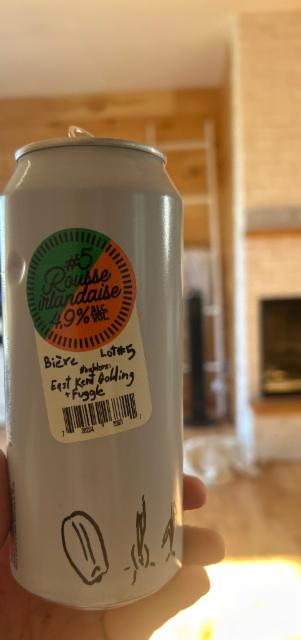 #5
Rousse
irlandaise
4,9% ALC. VOL.
Bière Lot#5
Houblons:
East Kent Golding
+ Fuggle